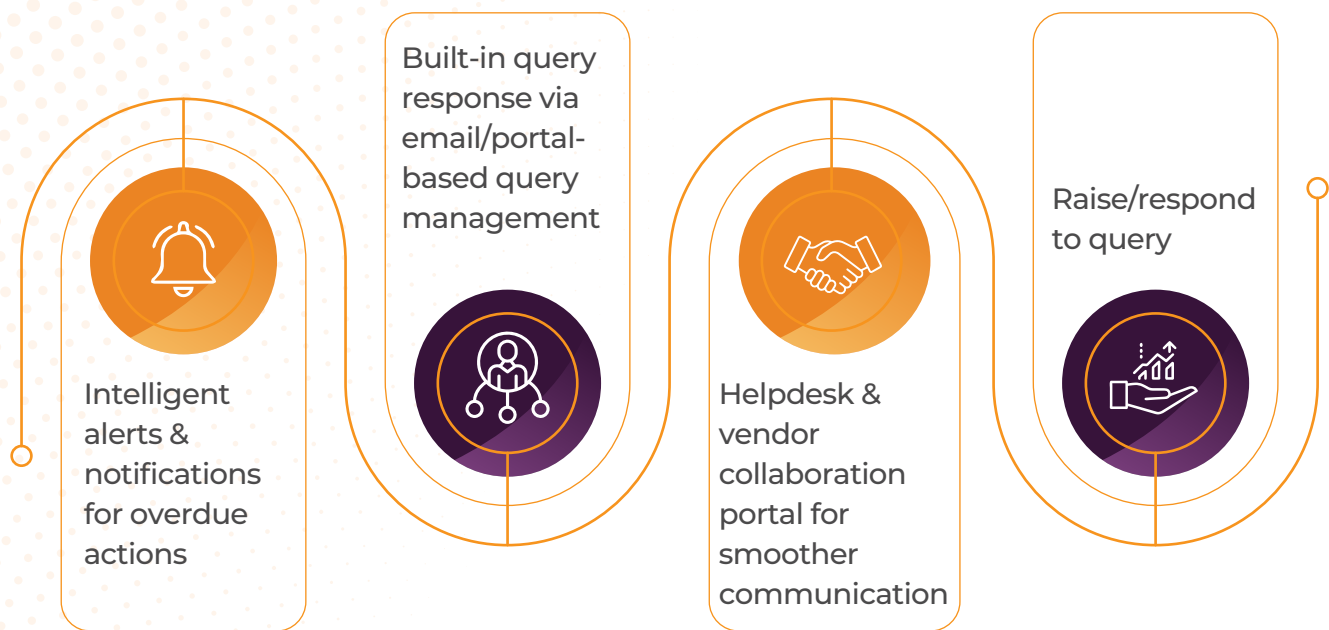 Intelligent
alerts &
notifications
for overdue
actions
Built-in query
response via
email/portal-
based query
management
Helpdesk &
vendor
collaboration
portal for
smoother
communication
Raise/respond
to query